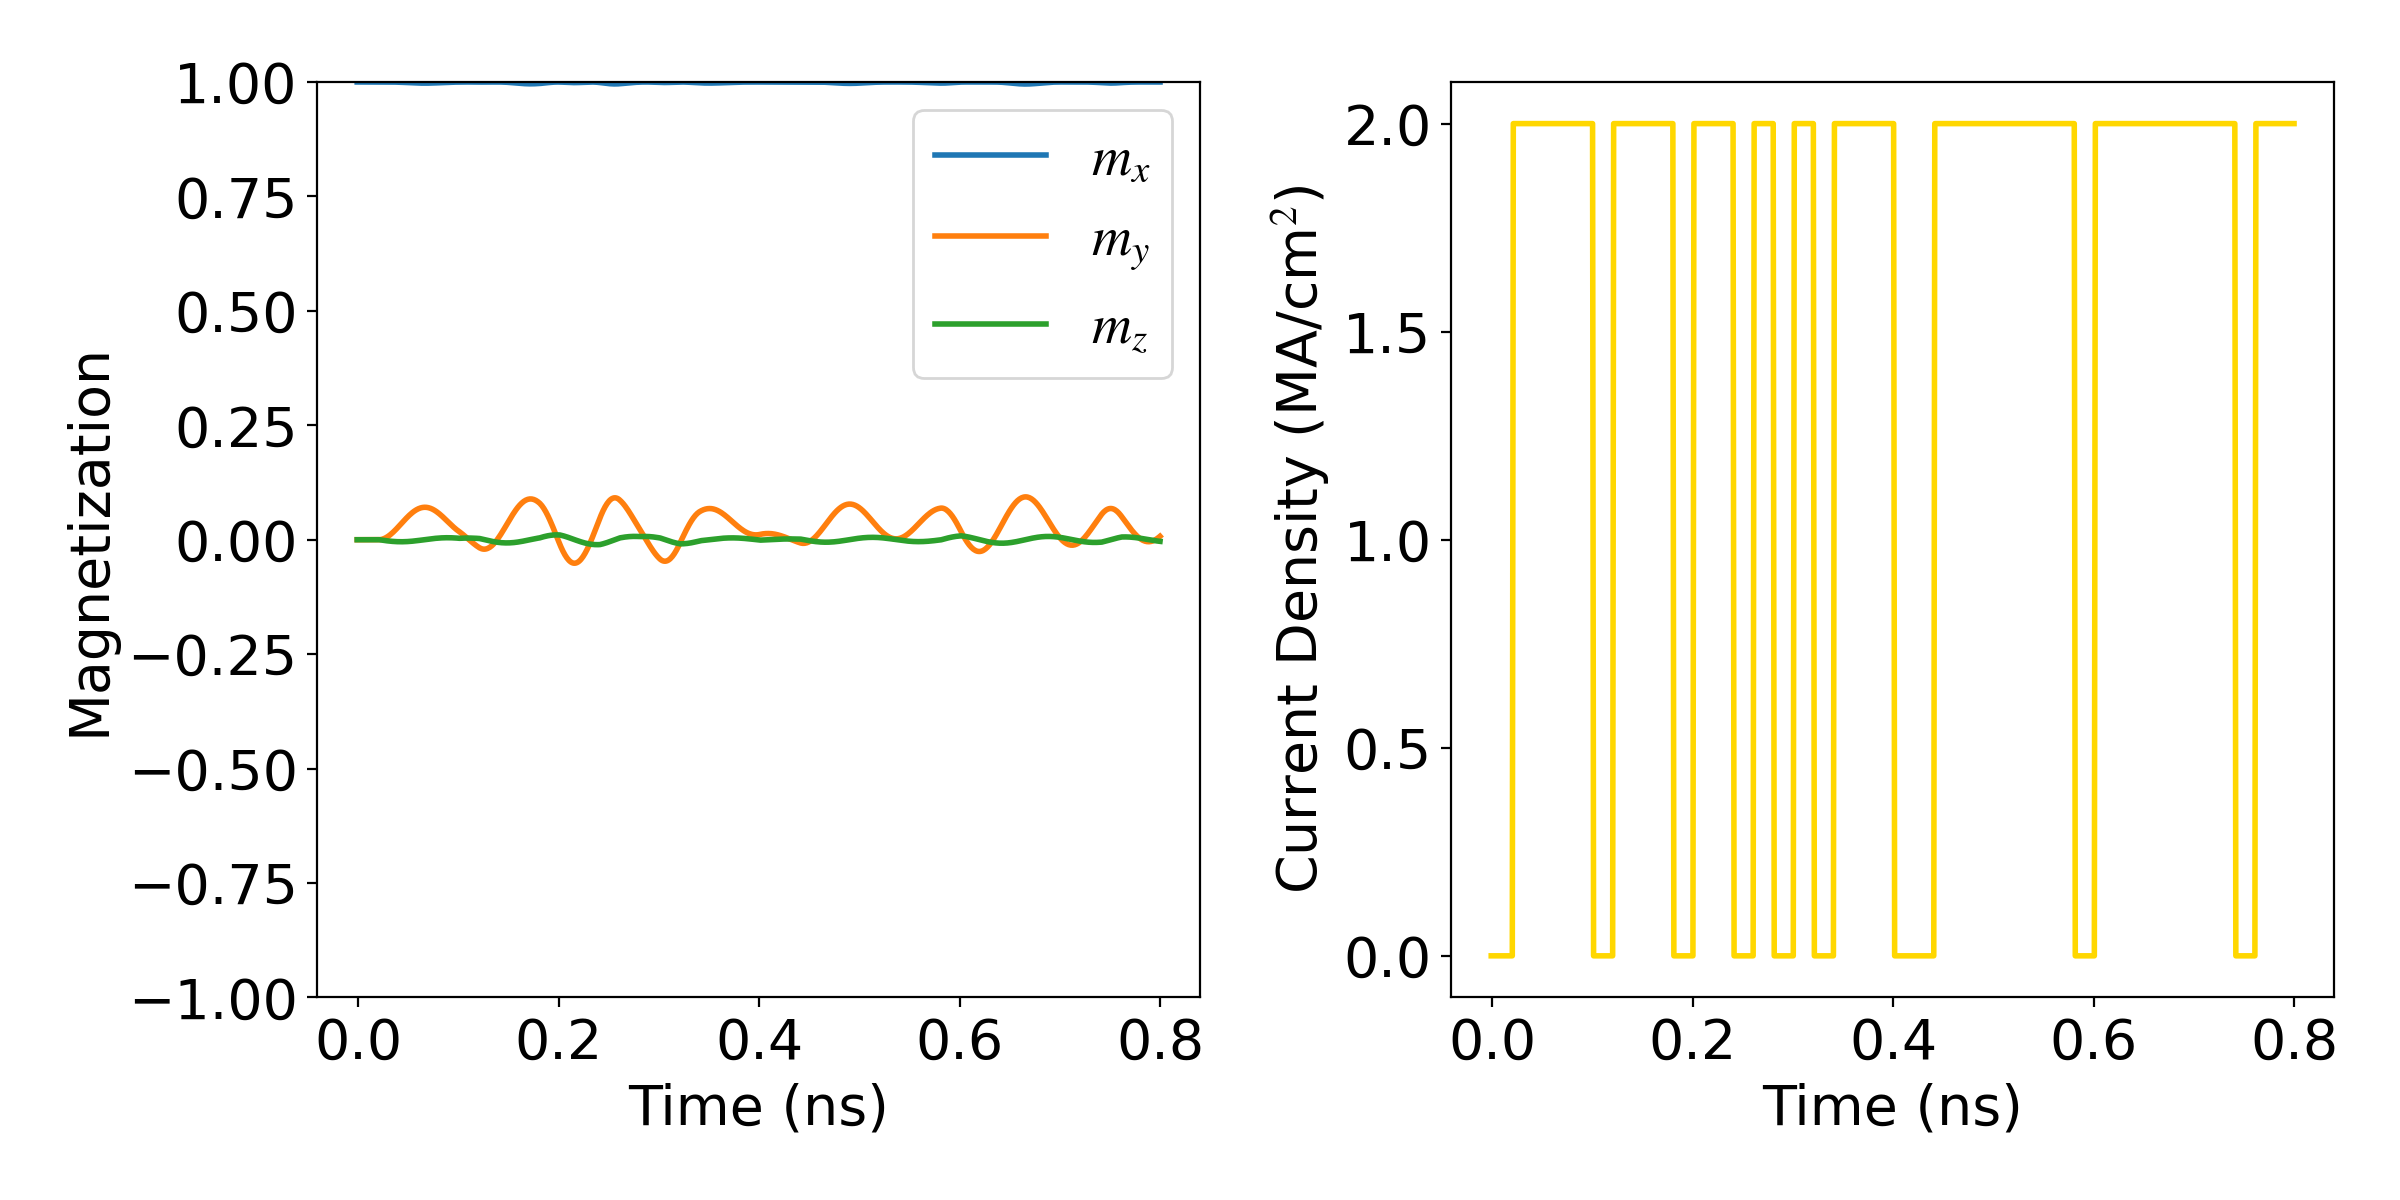 1.00
0.75
0.50
0.25
0.00
−0.25
−0.50
−0.75
−1.00
Magnetization
0.0 0.2 0.4 0.6 0.8
Time (ns)
m_x
m_y
m_z
2.0
1.5
1.0
0.5
0.0
Current Density (MA/cm²)
0.0 0.2 0.4 0.6 0.8
Time (ns)